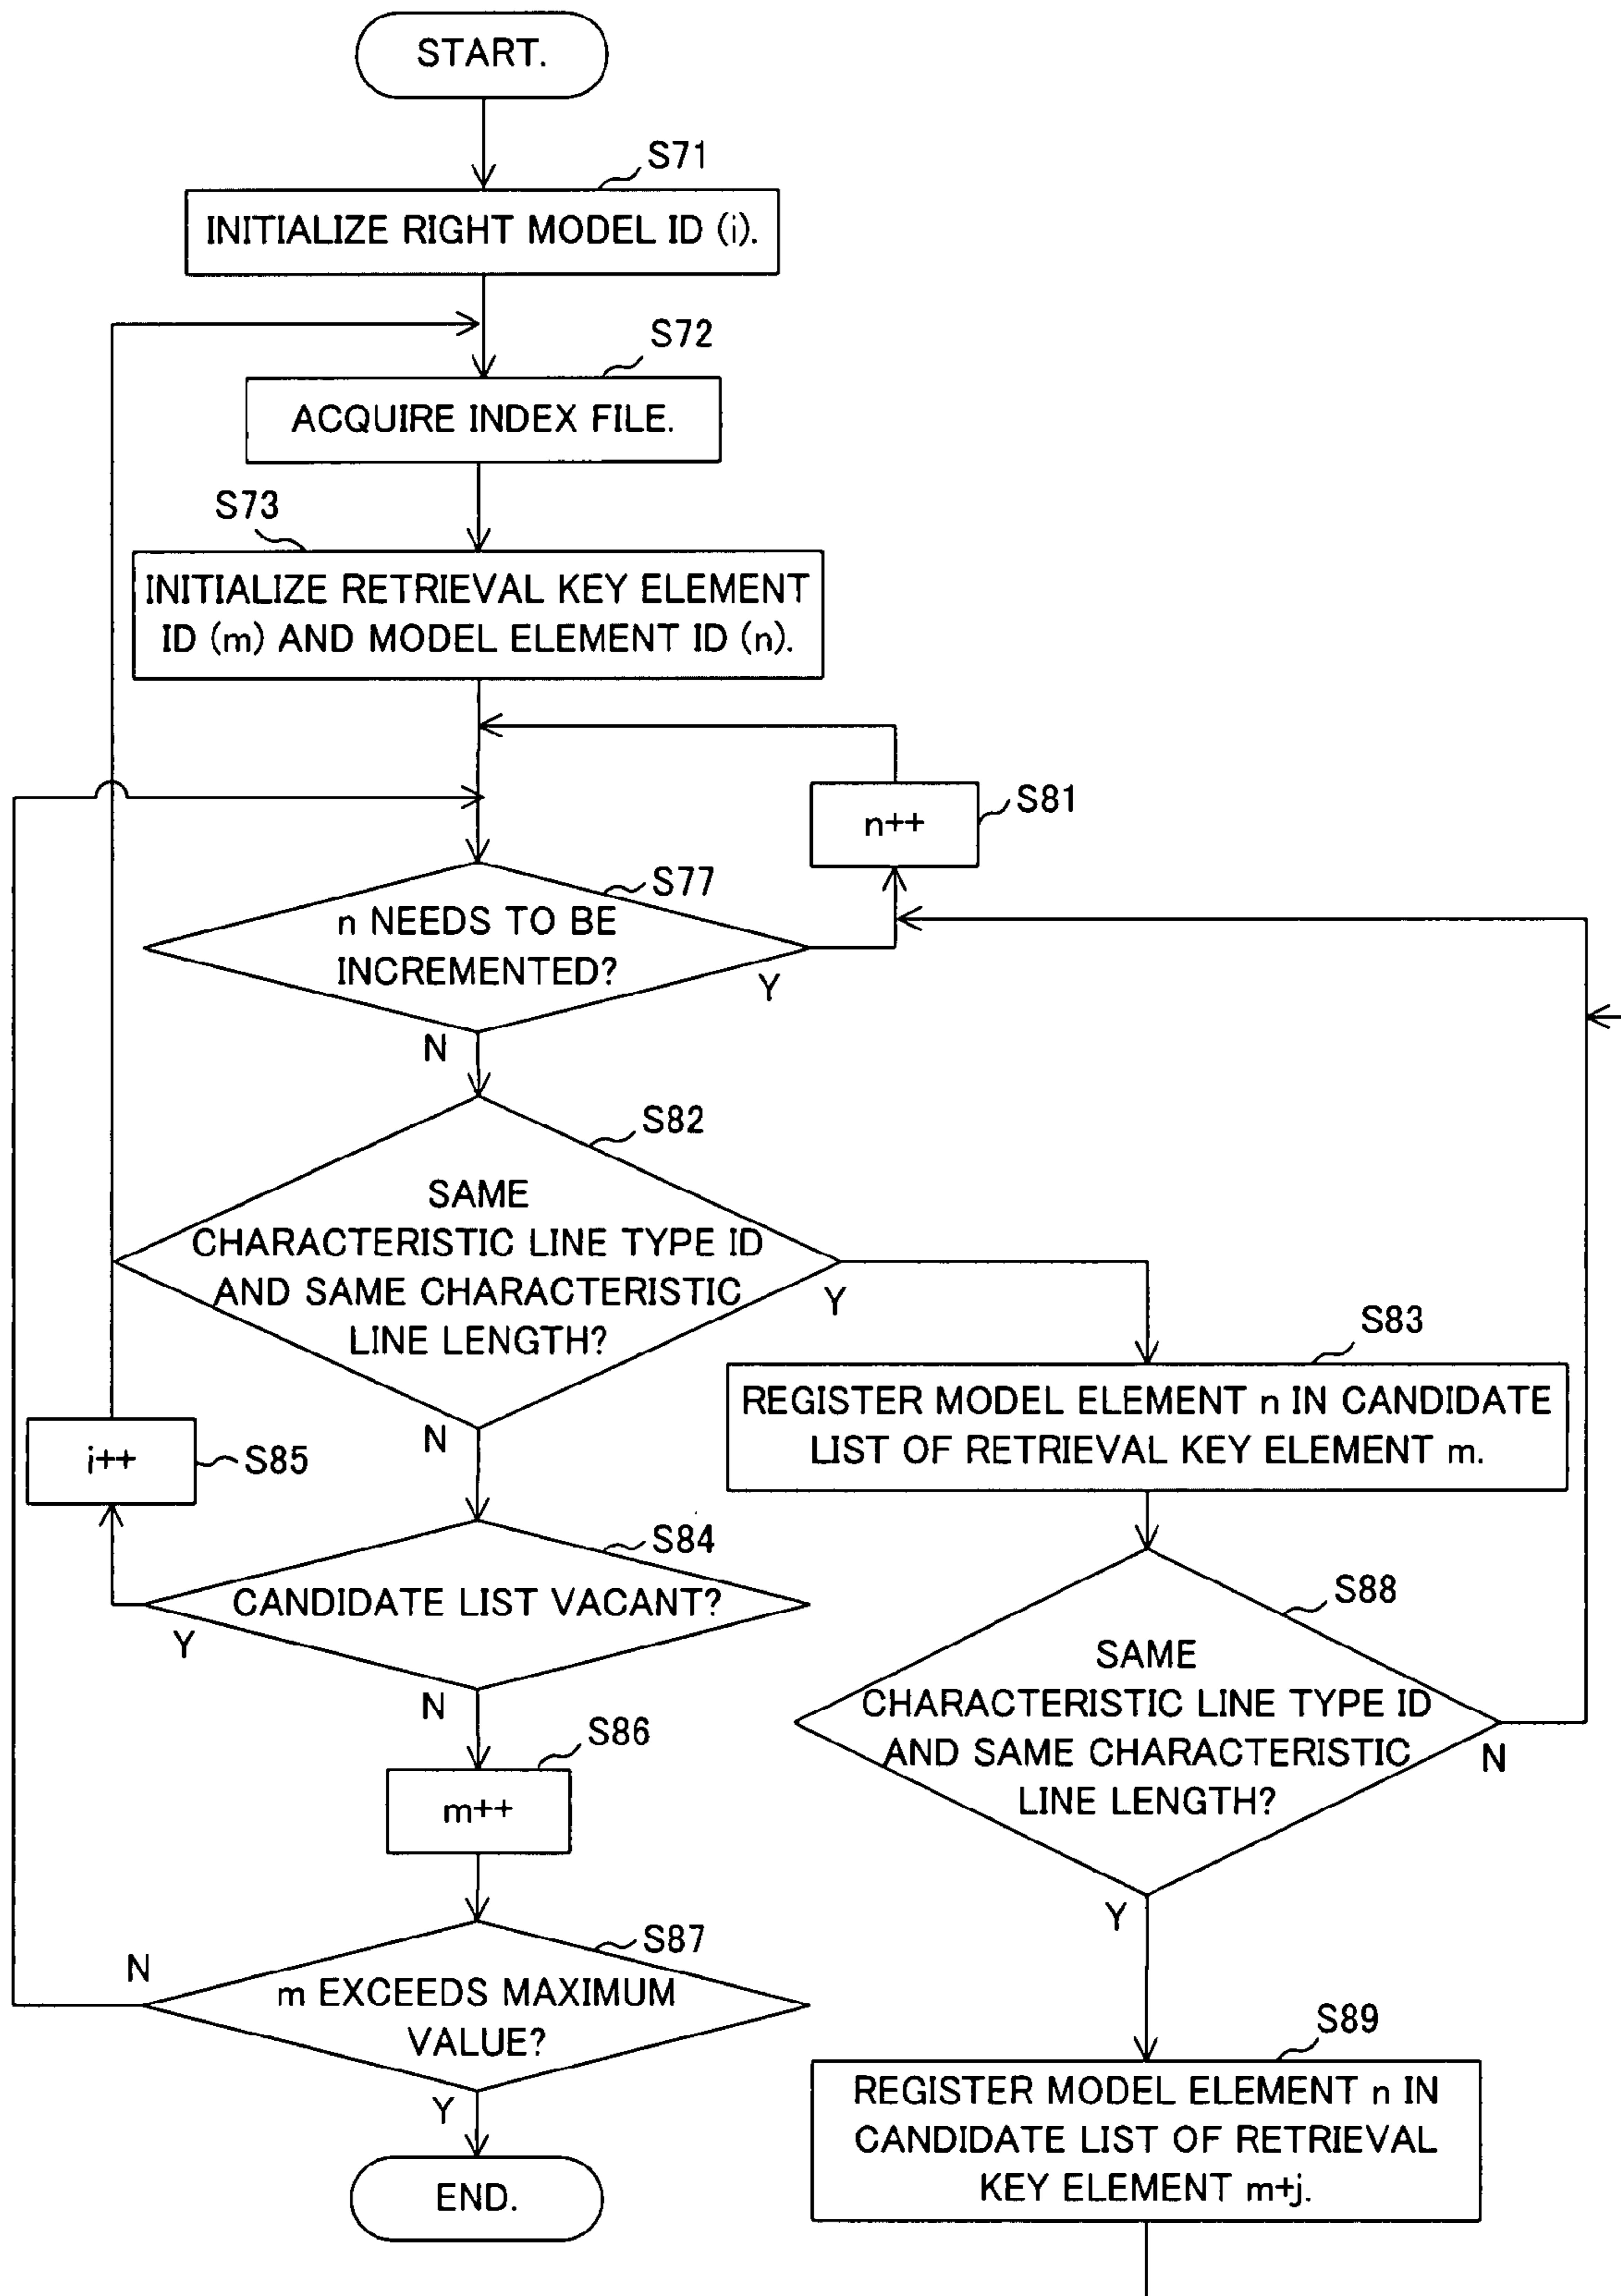 START.
S71
INITIALIZE RIGHT MODEL ID (i).
S72
ACQUIRE INDEX FILE.
S73
INITIALIZE RETRIEVAL KEY ELEMENT
ID (m) AND MODEL ELEMENT ID (n).
n++
S81
S77
n NEEDS TO BE
INCREMENTED?
Y
N
S82
SAME
CHARACTERISTIC LINE TYPE ID
AND SAME CHARACTERISTIC
LINE LENGTH?
Y
N
S83
REGISTER MODEL ELEMENT n IN CANDIDATE
LIST OF RETRIEVAL KEY ELEMENT m.
i++
S85
S84
CANDIDATE LIST VACANT?
Y
N
S88
SAME
CHARACTERISTIC LINE TYPE ID
AND SAME CHARACTERISTIC
LINE LENGTH?
N
Y
S86
m++
S87
N
m EXCEEDS MAXIMUM
VALUE?
Y
END.
S89
REGISTER MODEL ELEMENT n IN
CANDIDATE LIST OF RETRIEVAL
KEY ELEMENT m+j.